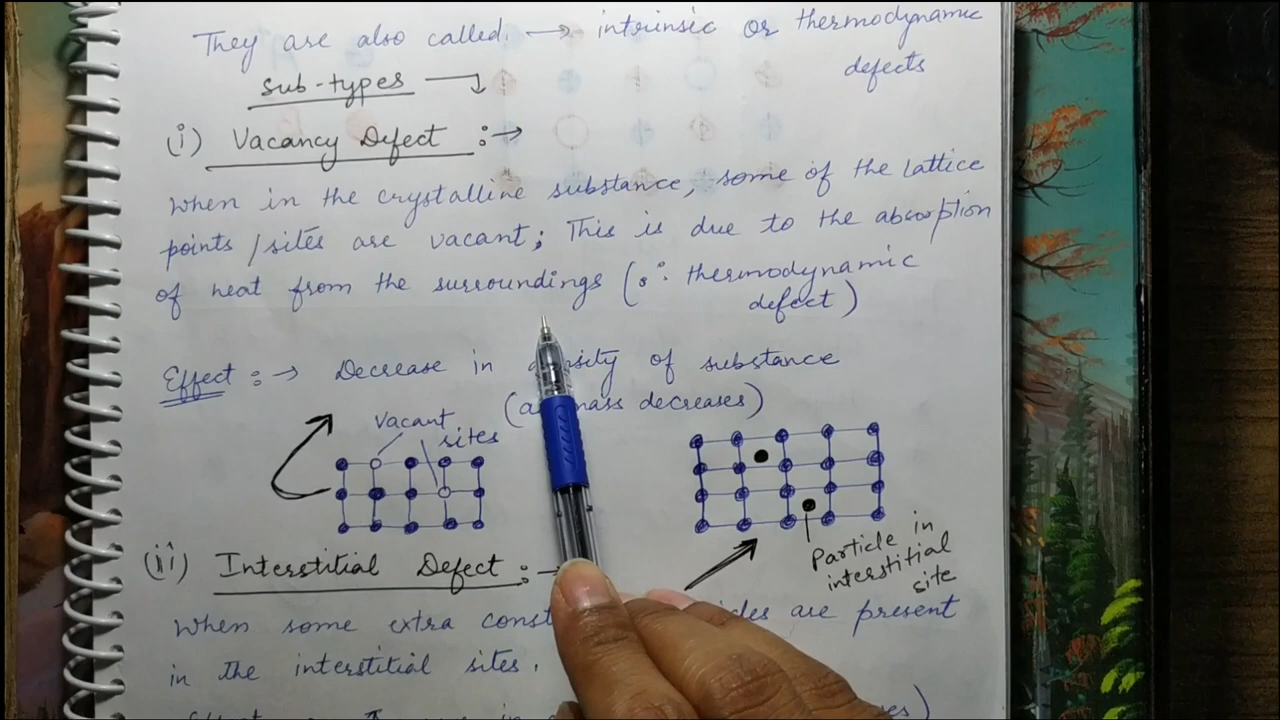 They are also called. → intrinsic or thermodynamic
defects
sub-types
(i) Vacancy Defect :→
When in the crystalline substance, some of the lattice
points/sites are vacant; This is due to the absorption
of heat from the surroundings (∵ thermodynamic
defect)
Effect :→ Decrease in density of substance
(as mass decreases)
Vacant
sites
Particle in
interstitial
site
(ii) Interstitial Defect :→
When some extra are present
in the interstitial sites.